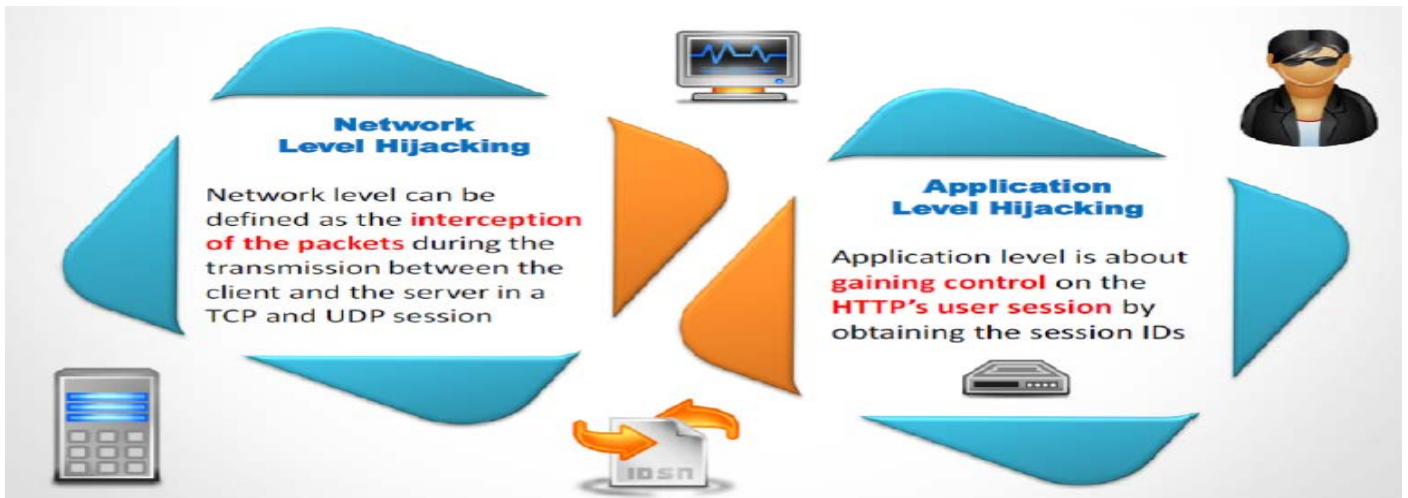 Network
Level Hijacking
Network level can be
defined as the interception
of the packets during the
transmission between the
client and the server in a
TCP and UDP session
Application
Level Hijacking
Application level is about
gaining control on the
HTTP's user session by
obtaining the session IDs
IDSN